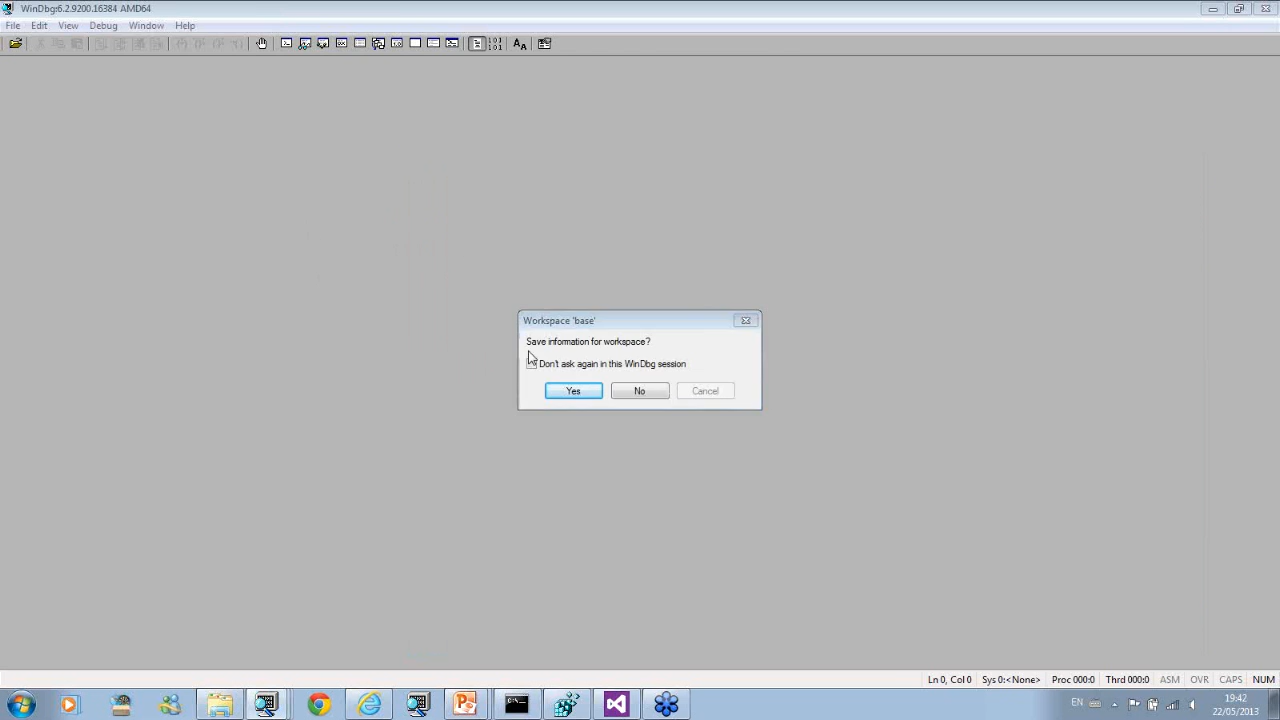 WinDbg:6.2.9200.16384 AMD64
File Edit View Debug Window Help
Workspace 'base'
Save information for workspace?
Don't ask again in this WinDbg session
Yes No Cancel
Ln 0, Col 0 Sys 0:<None> Proc 000:0 Thrd 000:0 ASM OVR CAPS NUM
EN
19:42
22/05/2013